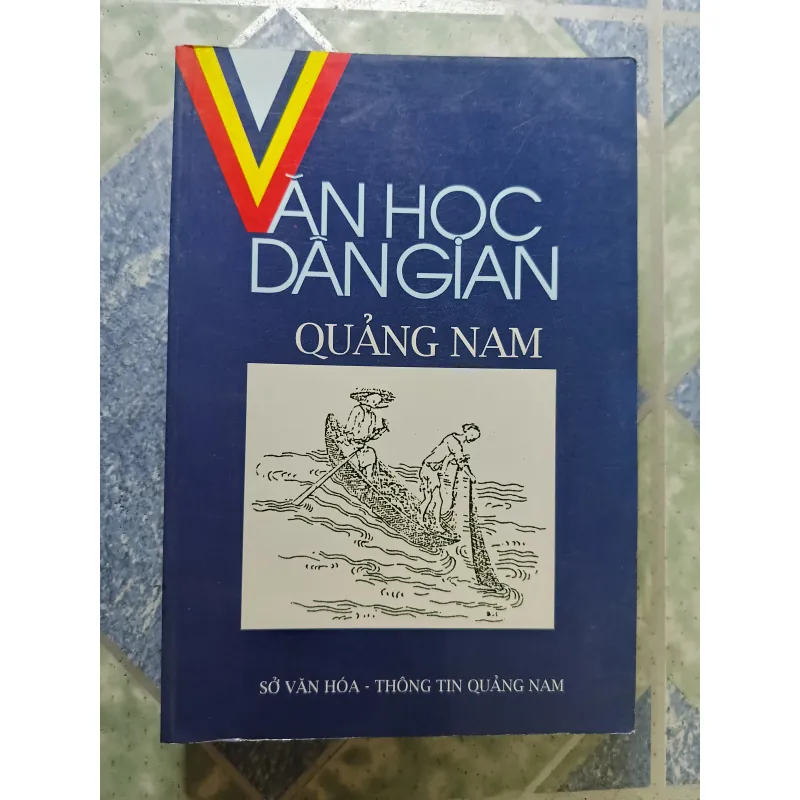 VĂN HỌC
DÂN GIAN
QUẢNG NAM
SỞ VĂN HÓA - THÔNG TIN QUẢNG NAM